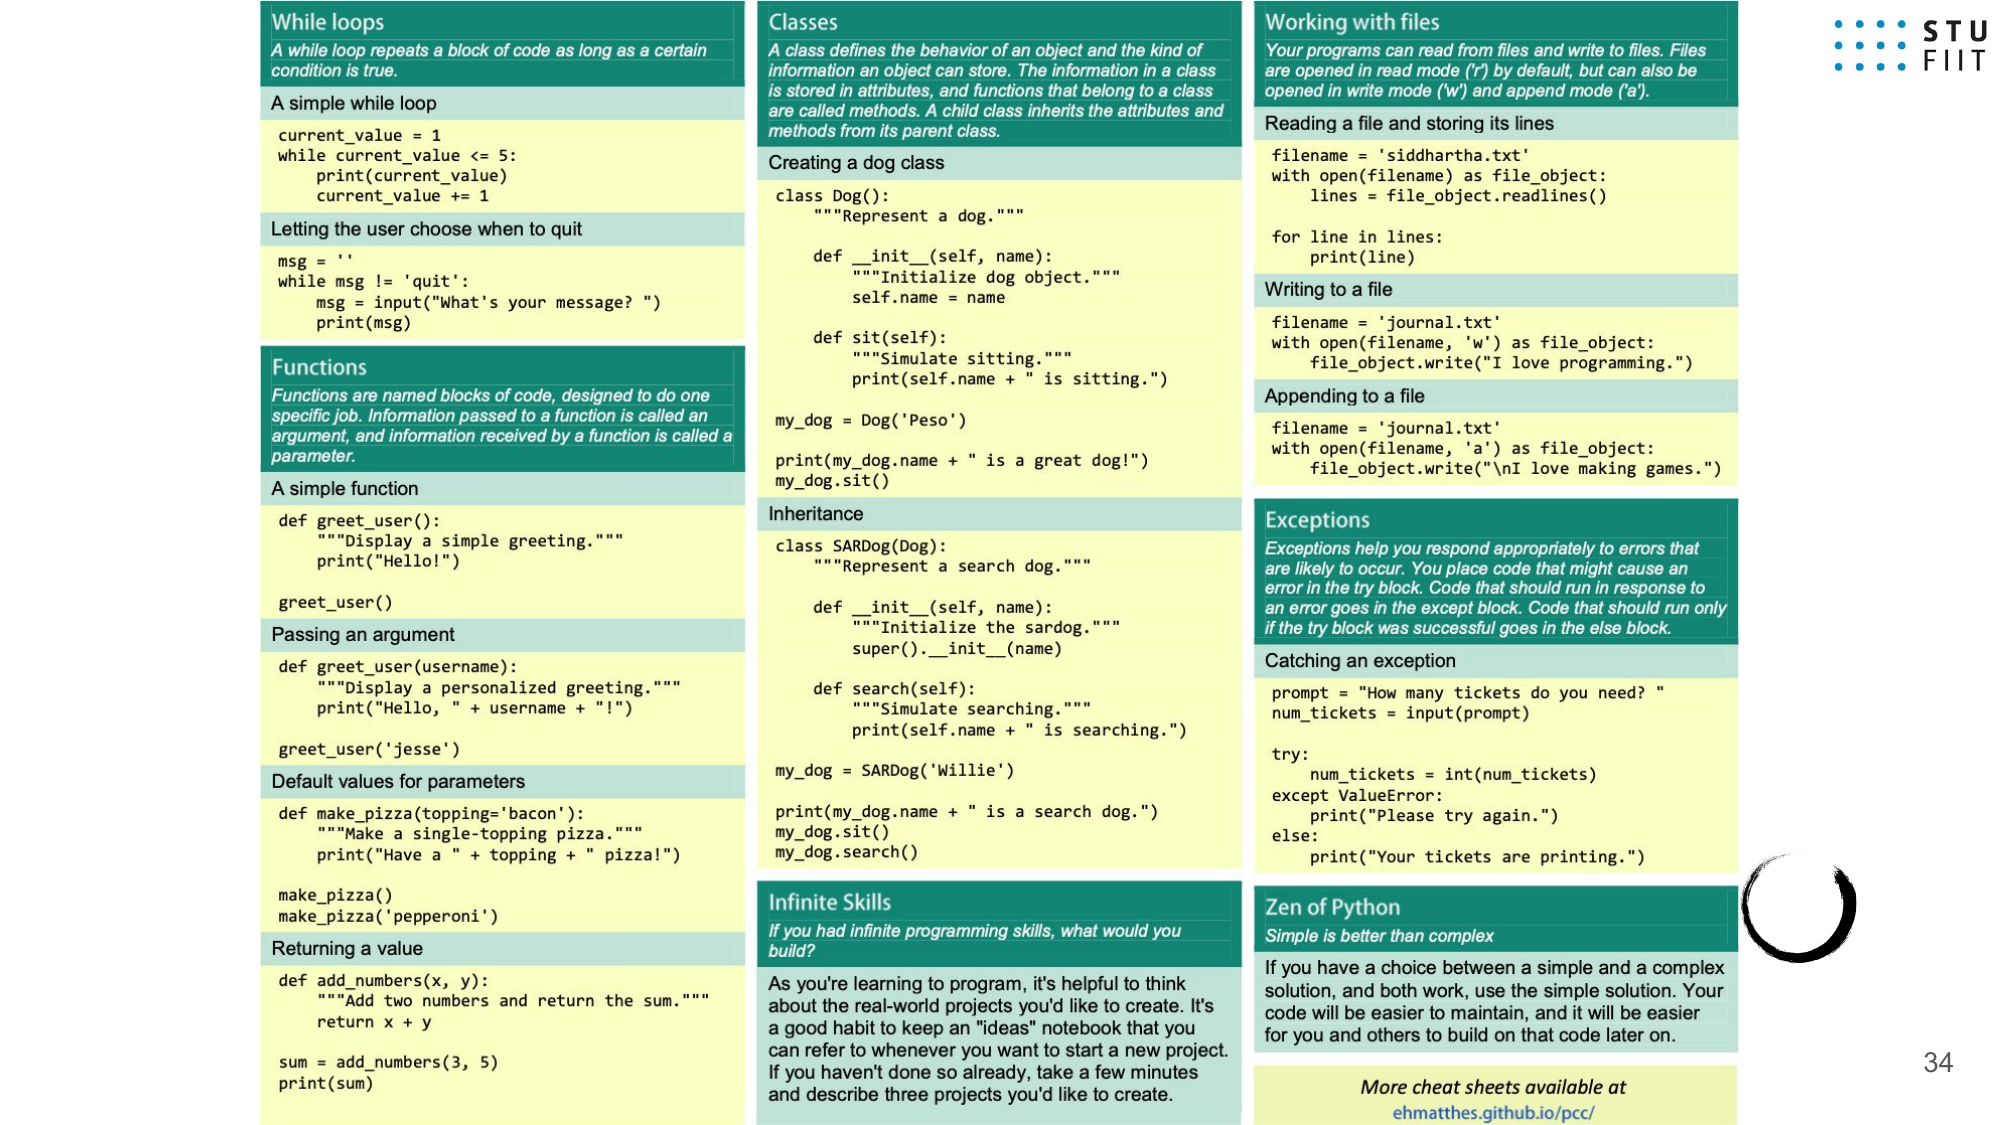 While loops
A while loop repeats a block of code as long as a certain
condition is true.
A simple while loop
current_value = 1
while current_value <= 5:
    print(current_value)
    current_value += 1
Letting the user choose when to quit
msg = ''
while msg != 'quit':
    msg = input("What's your message? ")
    print(msg)
Functions
Functions are named blocks of code, designed to do one
specific job. Information passed to a function is called an
argument, and information received by a function is called a
parameter.
A simple function
def greet_user():
    """Display a simple greeting."""
    print("Hello!")
greet_user()
Passing an argument
def greet_user(username):
    """Display a personalized greeting."""
    print("Hello, " + username + "!")
greet_user('jesse')
Default values for parameters
def make_pizza(topping='bacon'):
    """Make a single-topping pizza."""
    print("Have a " + topping + " pizza!")
make_pizza()
make_pizza('pepperoni')
Returning a value
def add_numbers(x, y):
    """Add two numbers and return the sum."""
    return x + y
sum = add_numbers(3, 5)
print(sum)
Classes
A class defines the behavior of an object and the kind of
information an object can store. The information in a class
is stored in attributes, and functions that belong to a class
are called methods. A child class inherits the attributes and
methods from its parent class.
Creating a dog class
class Dog():
    """Represent a dog."""
    def __init__(self, name):
        """Initialize dog object."""
        self.name = name
    def sit(self):
        """Simulate sitting."""
        print(self.name + " is sitting.")
my_dog = Dog('Peso')
print(my_dog.name + " is a great dog!")
my_dog.sit()
Inheritance
class SARDog(Dog):
    """Represent a search dog."""
    def __init__(self, name):
        """Initialize the sardog."""
        super().__init__(name)
    def search(self):
        """Simulate searching."""
        print(self.name + " is searching.")
my_dog = SARDog('Willie')
print(my_dog.name + " is a search dog.")
my_dog.sit()
my_dog.search()
Infinite Skills
If you had infinite programming skills, what would you
build?
As you're learning to program, it's helpful to think
about the real-world projects you'd like to create. It's
a good habit to keep an "ideas" notebook that you
can refer to whenever you want to start a new project.
If you haven't done so already, take a few minutes
and describe three projects you'd like to create.
Working with files
Your programs can read from files and write to files. Files
are opened in read mode ('r') by default, but can also be
opened in write mode ('w') and append mode ('a').
Reading a file and storing its lines
filename = 'siddhartha.txt'
with open(filename) as file_object:
    lines = file_object.readlines()
for line in lines:
    print(line)
Writing to a file
filename = 'journal.txt'
with open(filename, 'w') as file_object:
    file_object.write("I love programming.")
Appending to a file
filename = 'journal.txt'
with open(filename, 'a') as file_object:
    file_object.write("\nI love making games.")
Exceptions
Exceptions help you respond appropriately to errors that
are likely to occur. You place code that might cause an
error in the try block. Code that should run in response to
an error goes in the except block. Code that should run only
if the try block was successful goes in the else block.
Catching an exception
prompt = "How many tickets do you need? "
num_tickets = input(prompt)
try:
    num_tickets = int(num_tickets)
except ValueError:
    print("Please try again.")
else:
    print("Your tickets are printing.")
Zen of Python
Simple is better than complex
If you have a choice between a simple and a complex
solution, and both work, use the simple solution. Your
code will be easier to maintain, and it will be easier
for you and others to build on that code later on.
More cheat sheets available at
ehmatthes.github.io/pcc/
STU
FIIT
34